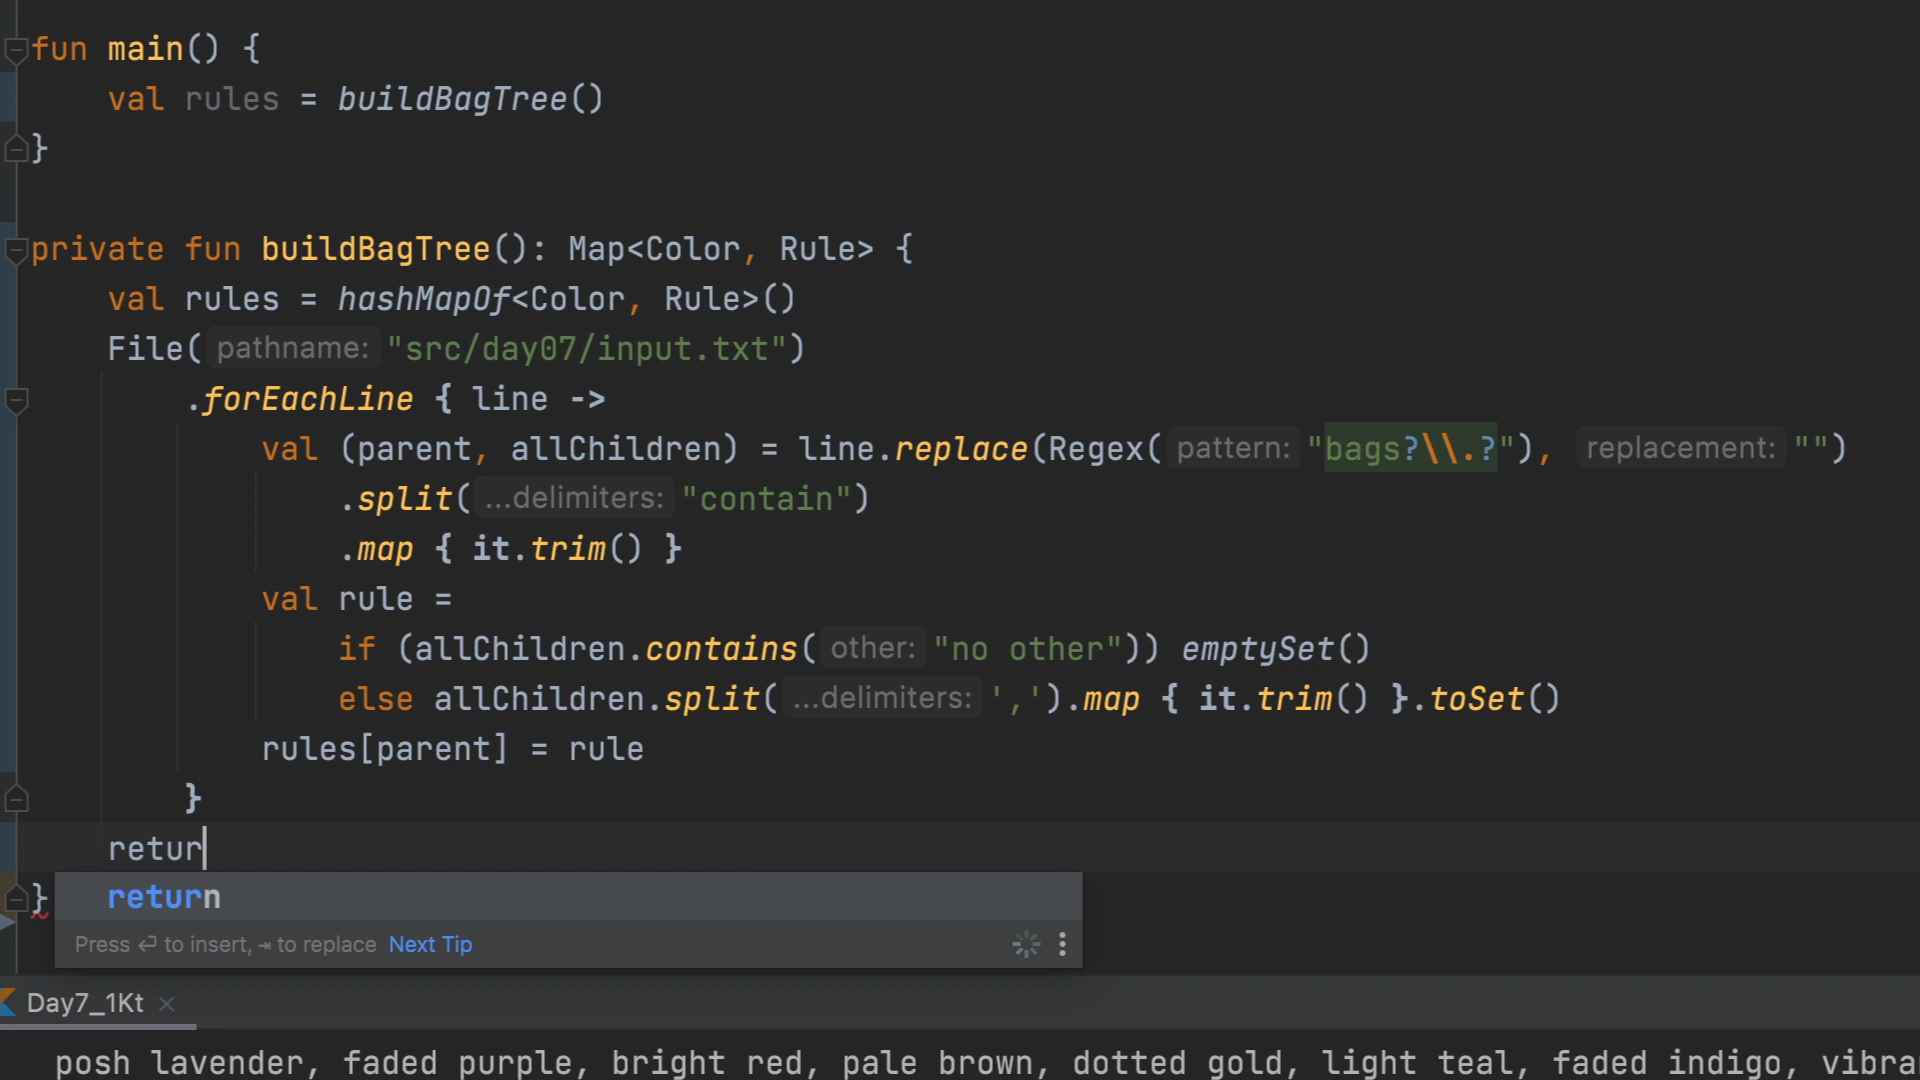 fun main() {
val rules = buildBagTree()
}
private fun buildBagTree(): Map<Color, Rule> {
val rules = hashMapOf<Color, Rule>()
File( pathname: "src/day07/input.txt")
.forEachLine { line ->
val (parent, allChildren) = line.replace(Regex( pattern: "bags?\\.?"), replacement: "")
.split( ...delimiters: "contain")
.map { it.trim() }
val rule =
if (allChildren.contains( other: "no other")) emptySet()
else allChildren.split( ...delimiters: ',').map { it.trim() }.toSet()
rules[parent] = rule
}
retur
}
return
Press ⏎ to insert, ⇥ to replace Next Tip
Day7_1Kt ×
posh lavender, faded purple, bright red, pale brown, dotted gold, light teal, faded indigo, vibra